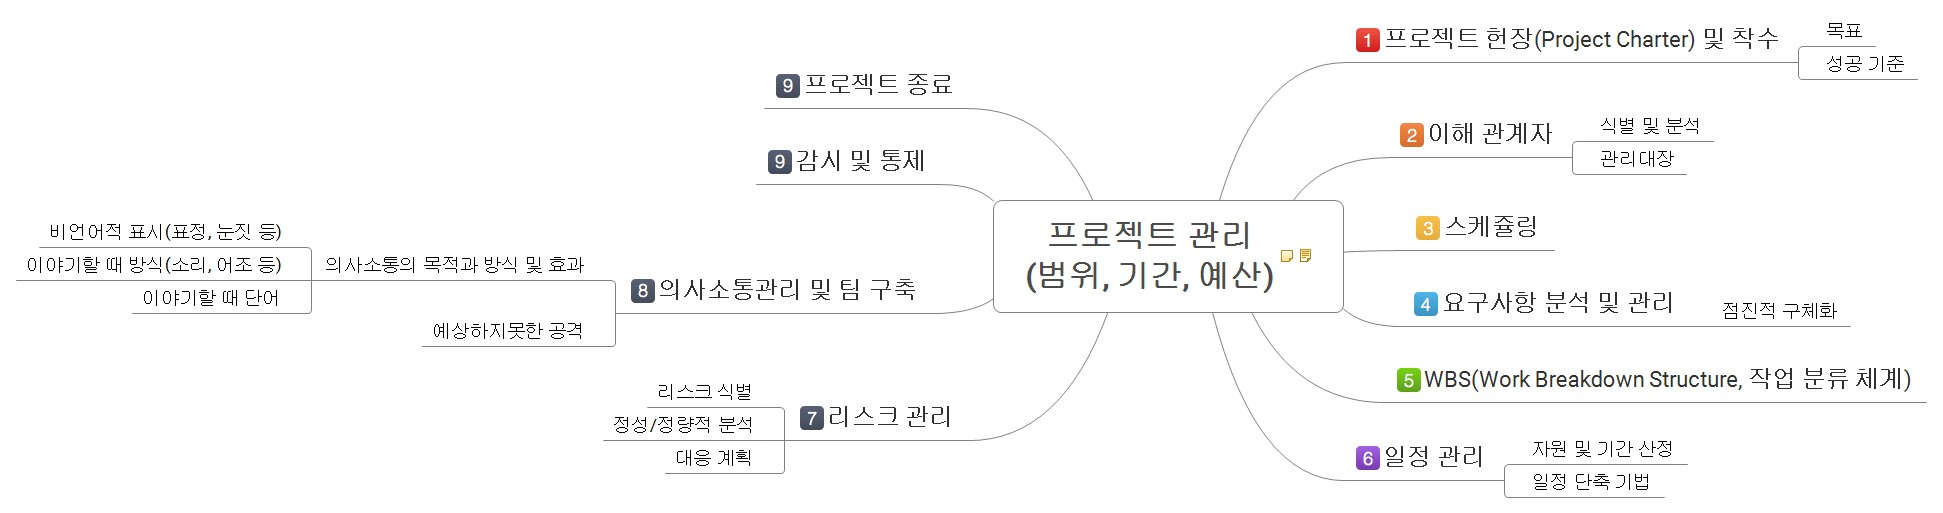 프로젝트 관리
(범위, 기간, 예산)
1 프로젝트 헌장(Project Charter) 및 착수
목표
성공 기준
2 이해 관계자
식별 및 분석
관리대장
3 스케쥴링
4 요구사항 분석 및 관리
점진적 구체화
5 WBS(Work Breakdown Structure, 작업 분류 체계)
6 일정 관리
자원 및 기간 산정
일정 단축 기법
7 리스크 관리
리스크 식별
정성/정량적 분석
대응 계획
8 의사소통관리 및 팀 구축
의사소통의 목적과 방식 및 효과
비언어적 표시(표정, 눈짓 등)
이야기할 때 방식(소리, 어조 등)
이야기할 때 단어
예상하지못한 공격
9 감시 및 통제
9 프로젝트 종료